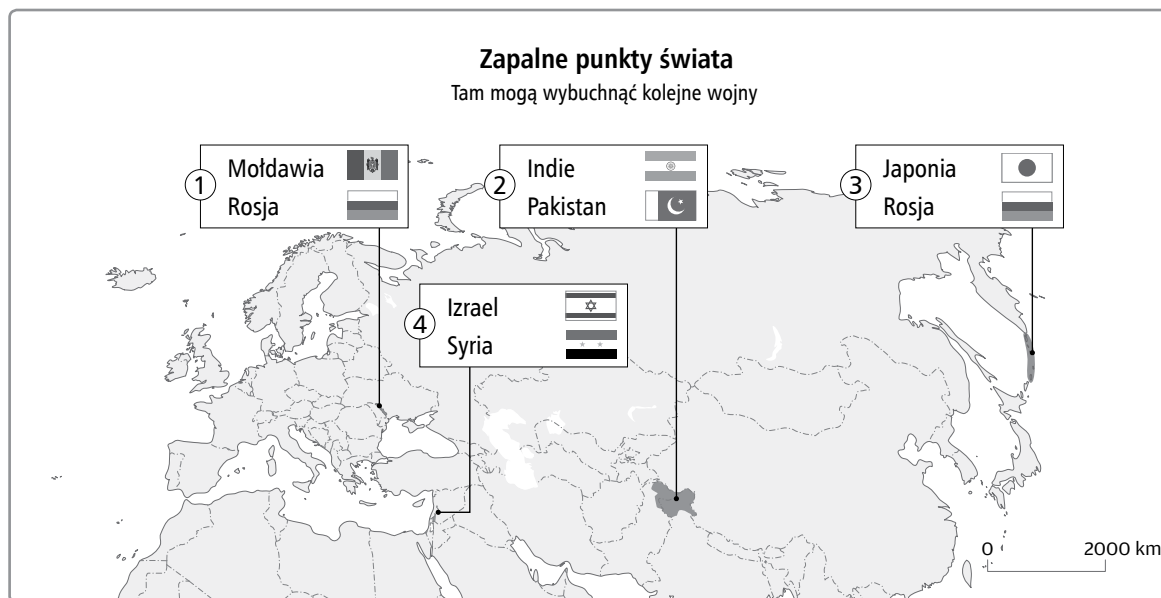 Zapalne punkty świata
Tam mogą wybuchnąć kolejne wojny
1
Mołdawia
Rosja
2
Indie
Pakistan
3
Japonia
Rosja
4
Izrael
Syria
0 2000 km